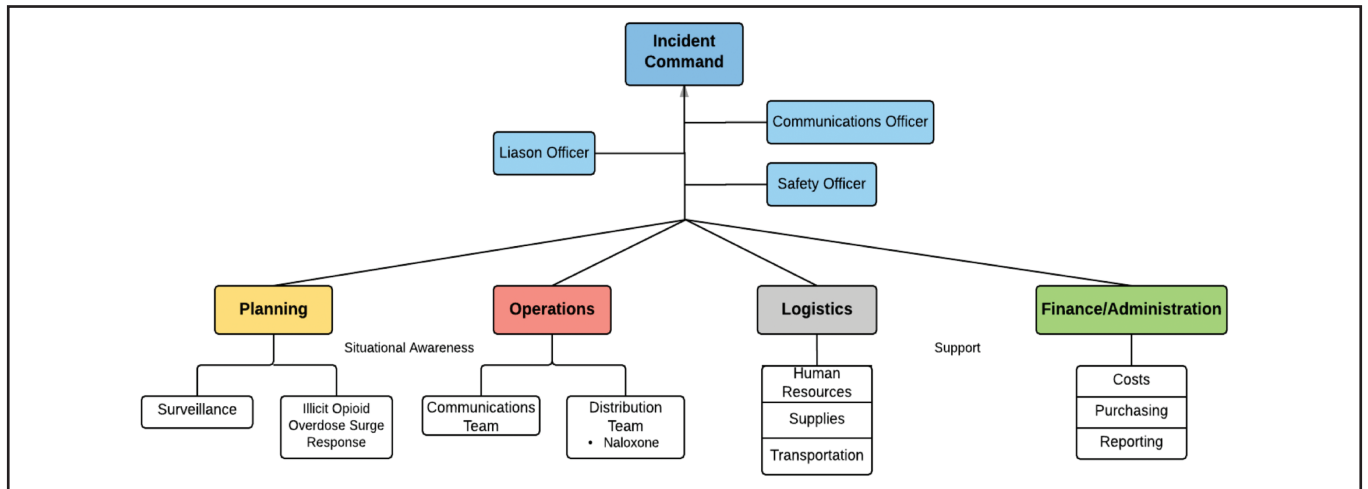 Incident
Command
Communications Officer
Liason Officer
Safety Officer
Planning
Operations
Logistics
Finance/Administration
Situational Awareness
Support
Surveillance
Illicit Opioid
Overdose Surge
Response
Communications
Team
Distribution
Team
• Naloxone
Human
Resources
Supplies
Transportation
Costs
Purchasing
Reporting